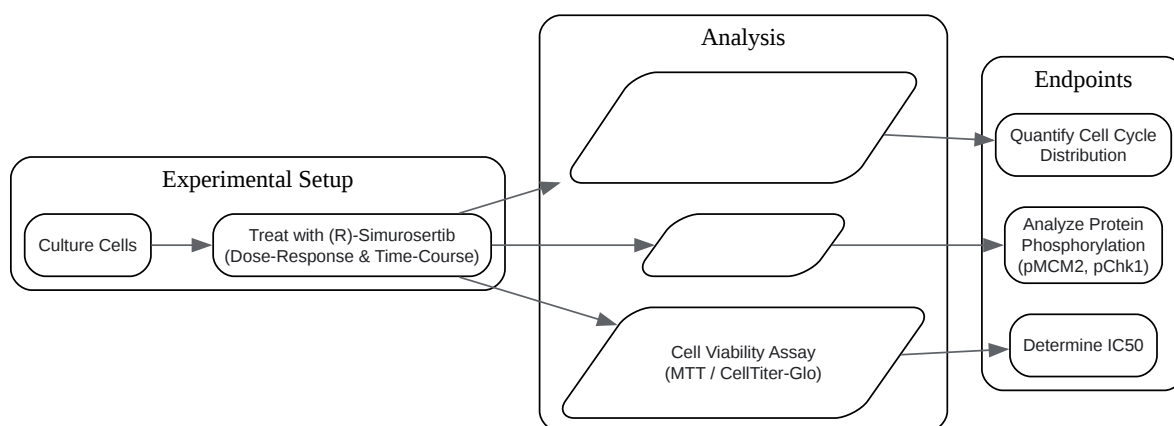 Experimental Setup
Culture Cells
Treat with (R)-Simurosertib
(Dose-Response & Time-Course)
Analysis
Cell Viability Assay
(MTT / CellTiter-Glo)
Endpoints
Quantify Cell Cycle
Distribution
Analyze Protein
Phosphorylation
(pMCM2, pChk1)
Determine IC50